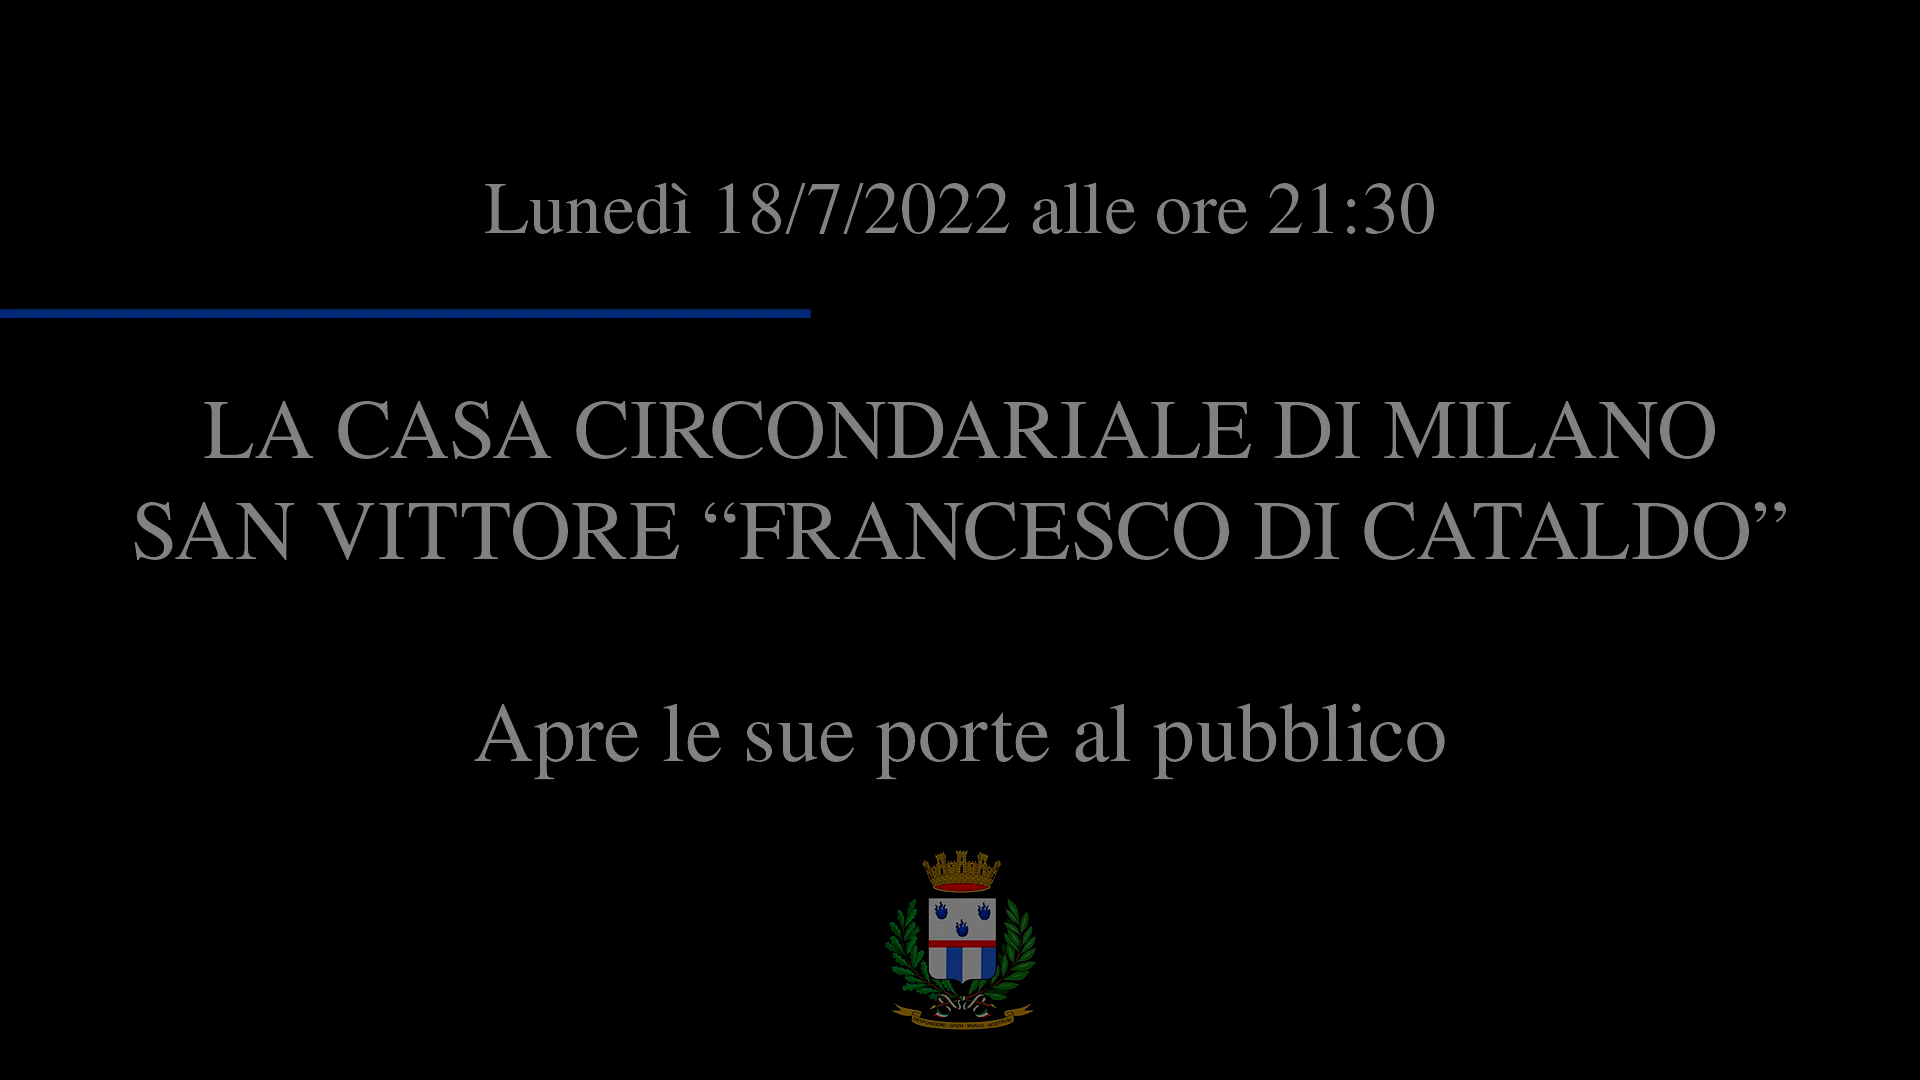 Lunedì 18/7/2022 alle ore 21:30
LA CASA CIRCONDARIALE DI MILANO
SAN VITTORE “FRANCESCO DI CATALDO”
Apre le sue porte al pubblico